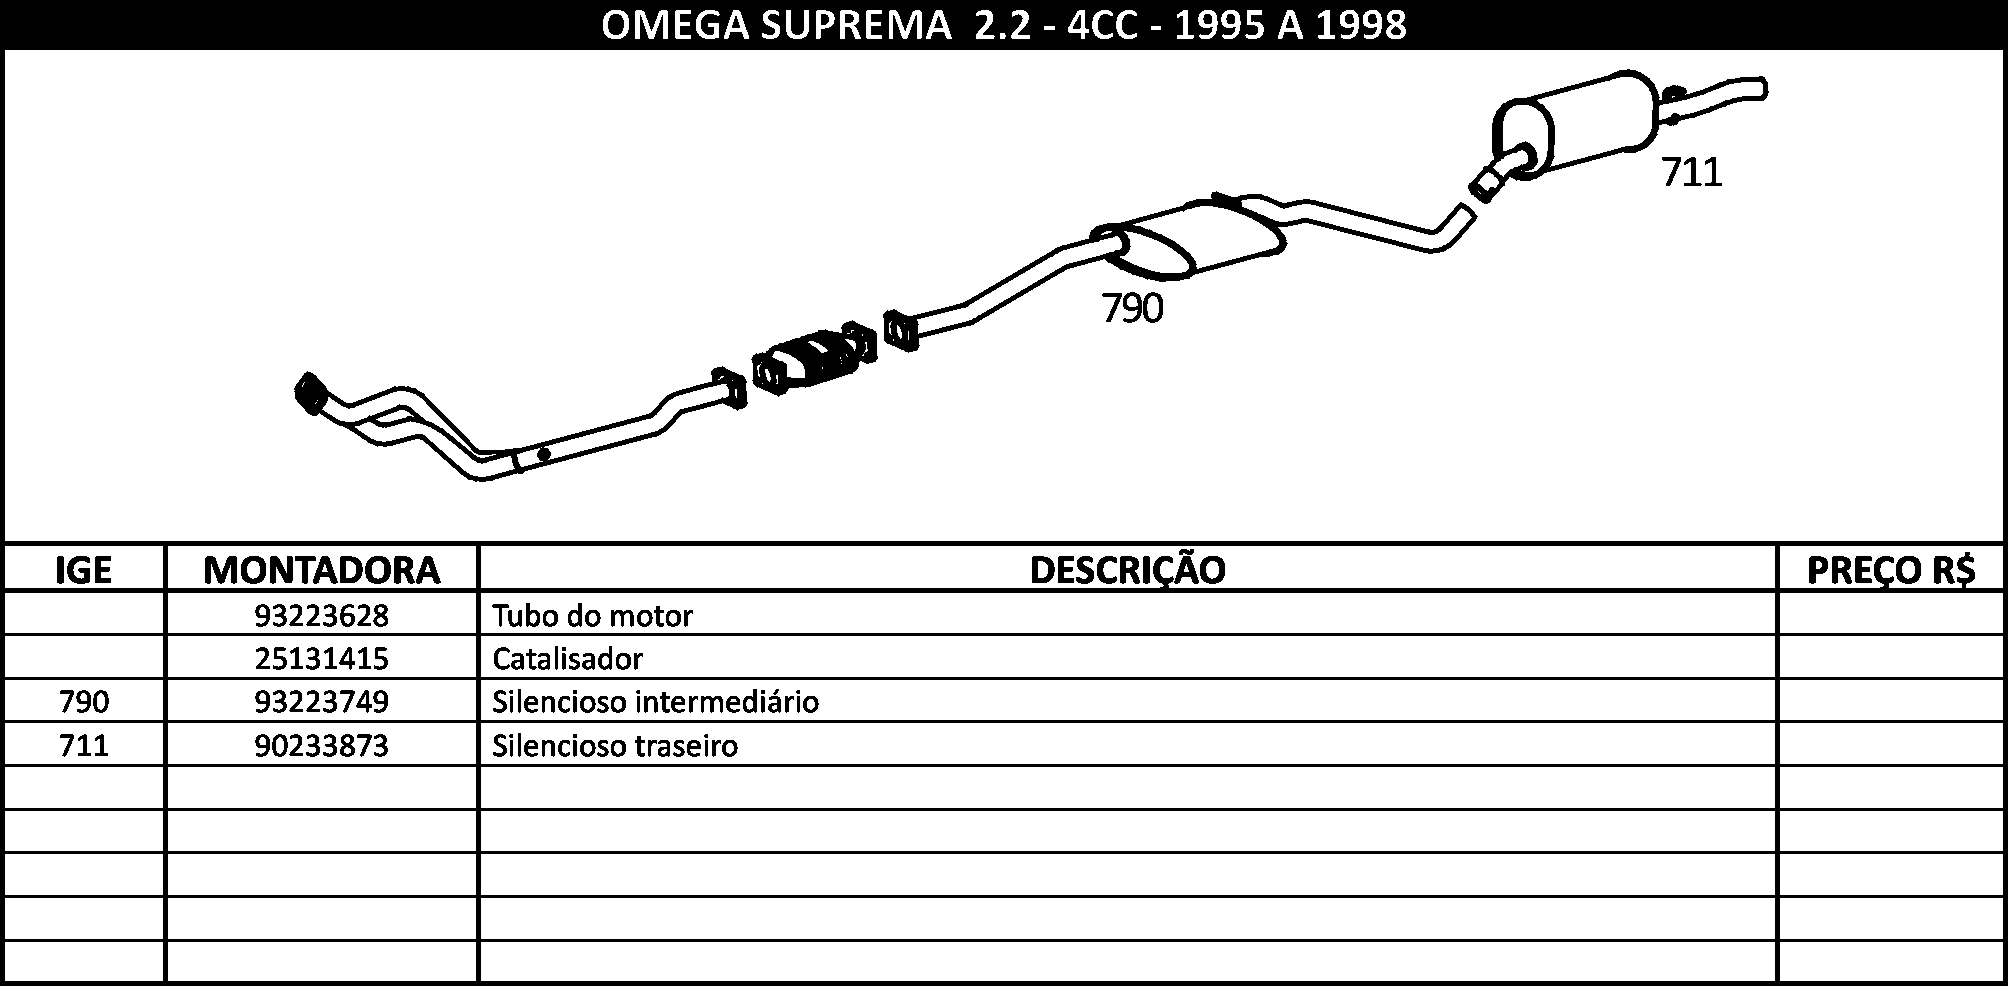 OMEGA SUPREMA 2.2 - 4CC - 1995 A 1998
711
790
IGE MONTADORA DESCRIÇÃO PREÇO R$
93223628 Tubo do motor
25131415 Catalisador
790 93223749 Silencioso intermediário
711 90233873 Silencioso traseiro